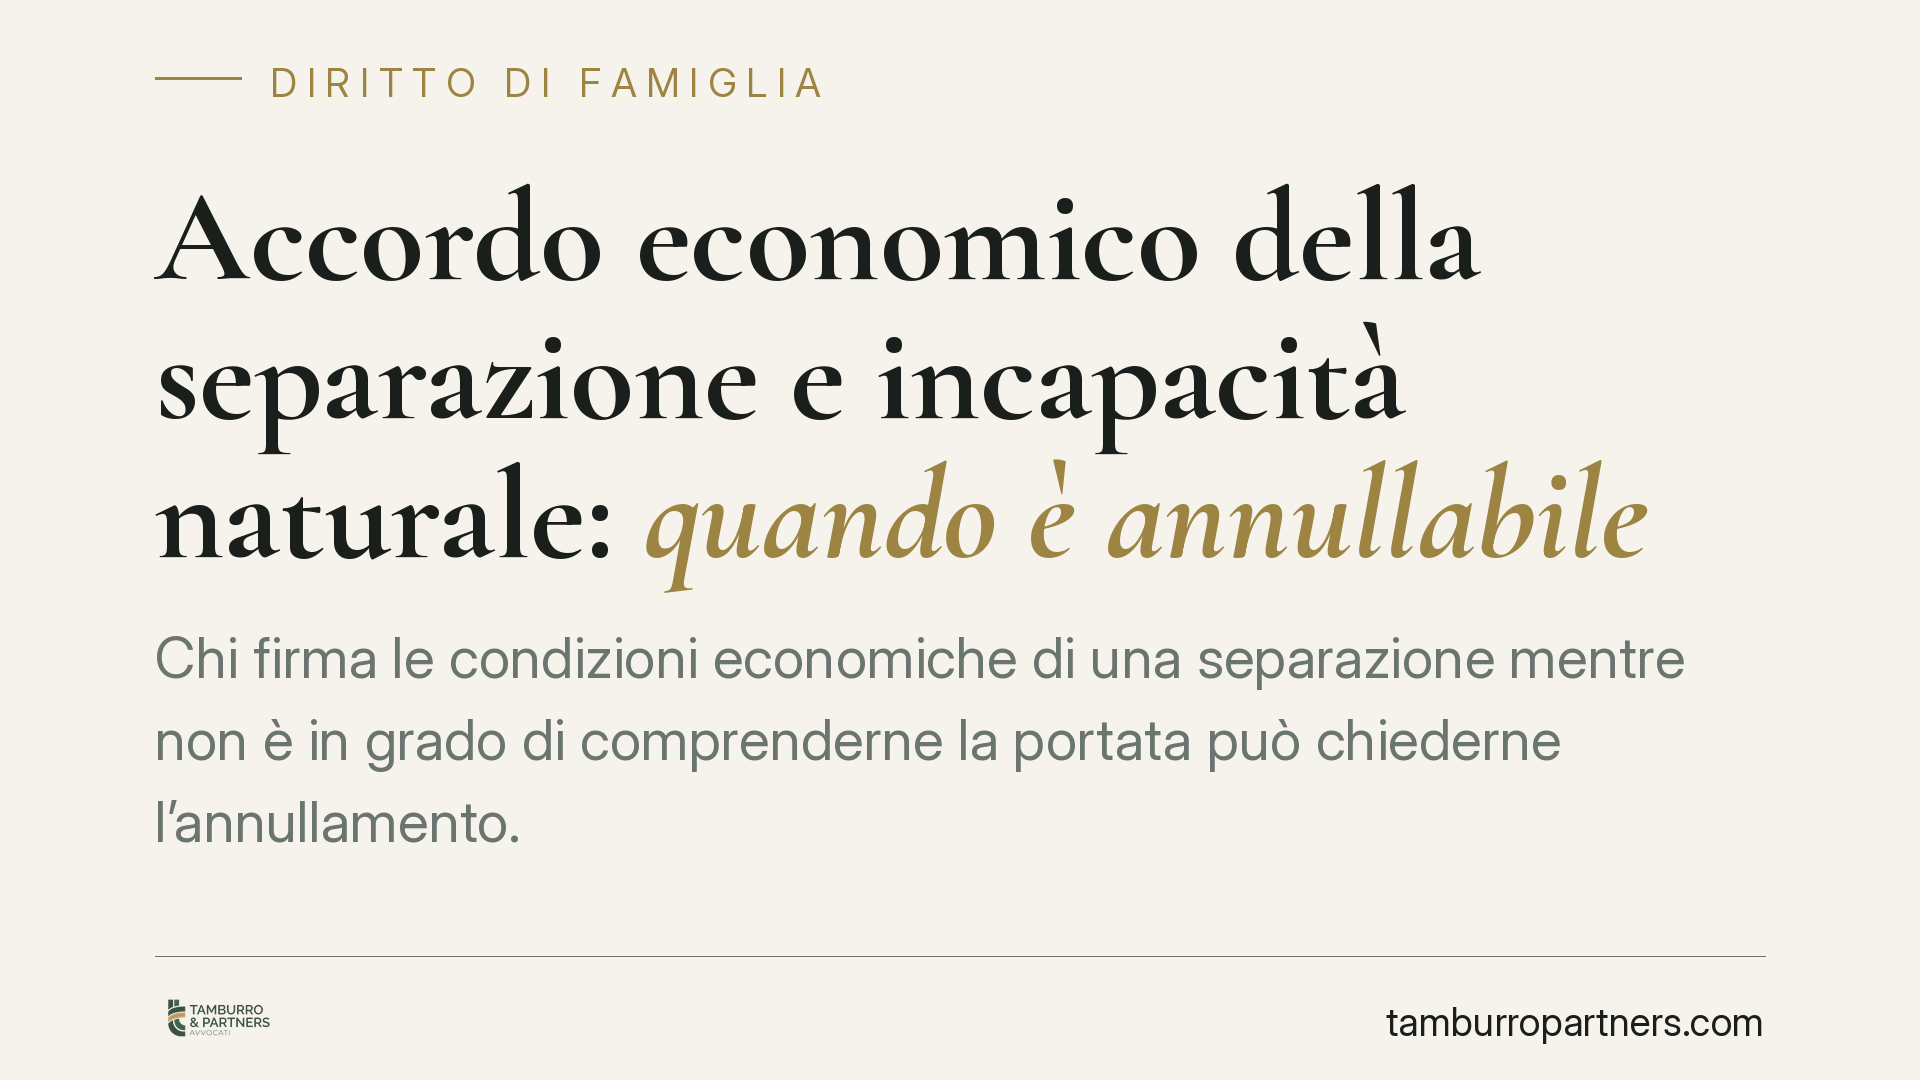 DIRITTO DI FAMIGLIA
Accordo economico della
separazione e incapacità
naturale: quando è annullabile
Chi firma le condizioni economiche di una separazione mentre
non è in grado di comprenderne la portata può chiederne
l’annullamento.
TAMBURRO
& PARTNERS
AVVOCATI
tamburropartners.com